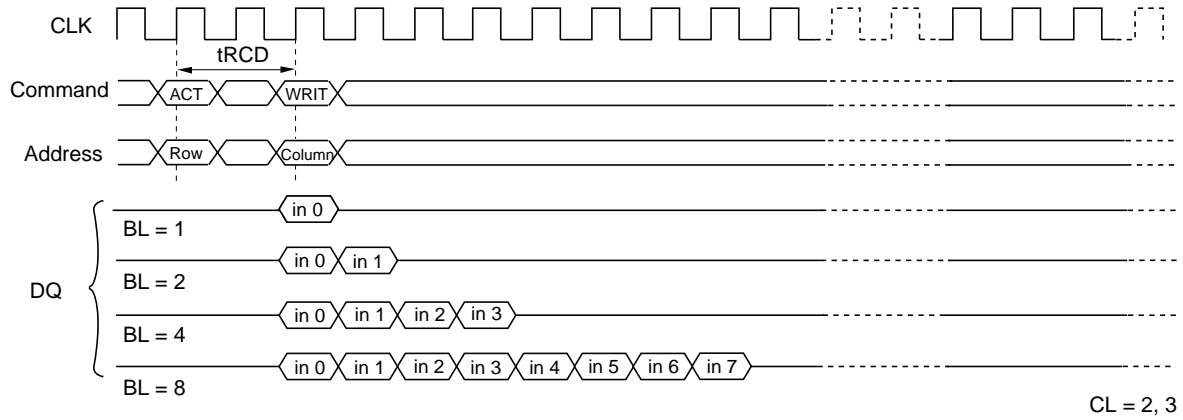 CLK
tRCD
Command ACT WRIT
Address Row Column
in 0
BL = 1
in 0 in 1
BL = 2
DQ
in 0 in 1 in 2 in 3
BL = 4
in 0 in 1 in 2 in 3 in 4 in 5 in 6 in 7
BL = 8
CL = 2, 3